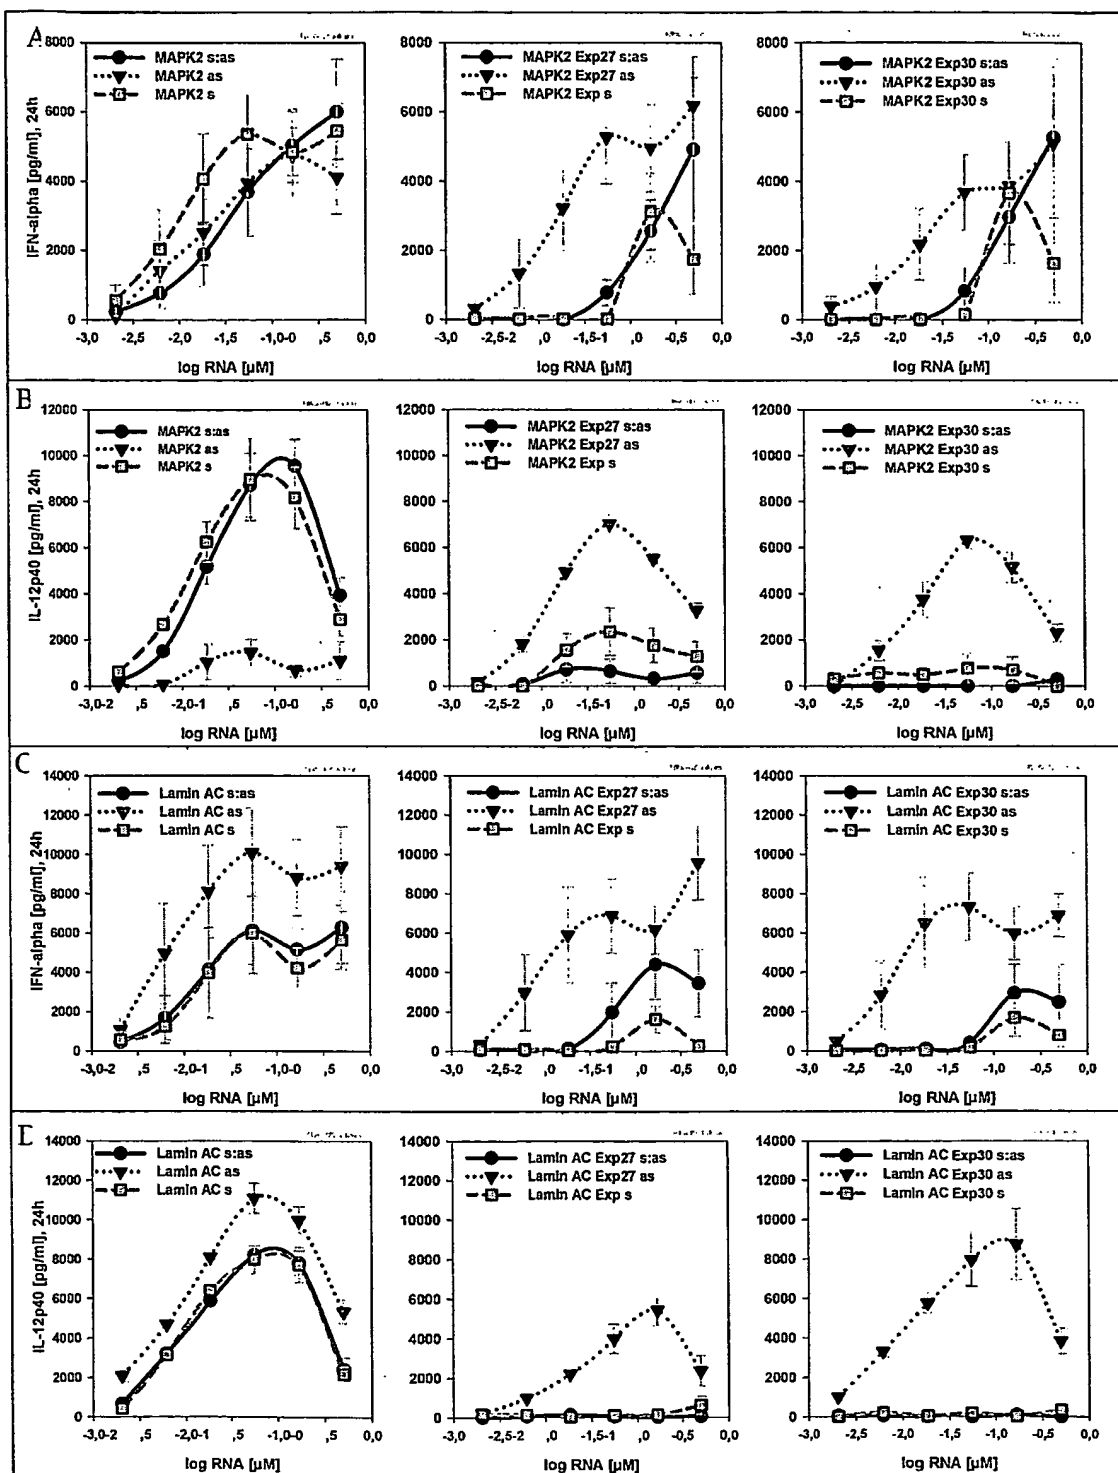 A
8000
6000
4000
2000
0
IFN-alpha [pg/ml], 24h
MAPK2 s:as
MAPK2 as
MAPK2 s
-3,0 -2,5 -2,0 -1,5 -1,0 -0,5 0,0
log RNA [µM]
8000
6000
4000
2000
0
MAPK2 Exp27 s:as
MAPK2 Exp27 as
MAPK2 Exp s
-3,0 -2,5 -2 ,0 -1,5-1 ,0 -0,5 0,0
log RNA [µM]
8000
6000
4000
2000
0
MAPK2 Exp30 s:as
MAPK2 Exp30 as
MAPK2 Exp30 s
-3,0 -2,5 -2,0 -1,5 -1,0 -0,5 0,0
log RNA [µM]
B
12000
10000
8000
6000
4000
2000
0
IL-12p40 [pg/ml], 24h
MAPK2 s:as
MAPK2 as
MAPK2 s
-3,0-2 ,5 -2,0 -1,5 -1,0-0 ,5 0,0
log RNA [µM]
12000
10000
8000
6000
4000
2000
0
MAPK2 Exp27 s:as
MAPK2 Exp27 as
MAPK2 Exp s
-3,0 -2,5-2 ,0 -1,5-1 ,0 -0,5 0,0
log RNA [µM]
12000
10000
8000
6000
4000
2000
0
MAPK2 Exp30 s:as
MAPK2 Exp30 as
MAPK2 Exp30 s
-3,0 -2,5 -2,0 -1,5 -1,0 -0,5 0,0
log RNA [µM]
C
14000
12000
10000
8000
6000
4000
2000
0
IFN-alpha [pg/ml], 24h
Lamin AC s:as
Lamin AC as
Lamin AC s
-3,0-2 ,5 -2,0-1 ,5 -1,0 -0,5 0,0
log RNA [µM]
14000
12000
10000
8000
6000
4000
2000
0
Lamin AC Exp27 s:as
Lamin AC Exp27 as
Lamin AC Exp s
-3,0 -2,5-2 ,0 -1,5 -1,0 -0,5 0,0
log RNA [µM]
14000
12000
10000
8000
6000
4000
2000
0
Lamin AC Exp30 s:as
Lamin AC Exp30 as
Lamin AC Exp30 s
-3,0 -2,5 -2,0 -1,5 -1,0 -0,5 0,0
log RNA [µM]
14000
12000
10000
8000
6000
4000
2000
0
IL-12p40 [pg/ml], 24h
Lamin AC s:as
Lamin AC as
Lamin AC s
-3,0-2 ,5 -2,0-1 ,5 -1,0-0 ,5 0,0
log RNA [µM]
14000
12000
10000
8000
6000
4000
2000
0
Lamin AC Exp27 s:as
Lamin AC Exp27 as
Lamin AC Exp s
-3,0 -2,5-2 ,0 -1,5-1 ,0 -0,5 0,0
log RNA [µM]
14000
12000
10000
8000
6000
4000
2000
0
Lamin AC Exp30 s:as
Lamin AC Exp30 as
Lamin AC Exp30 s
-3,0 -2,5 -2,0 -1,5 -1,0 -0,5 0,0
log RNA [µM]